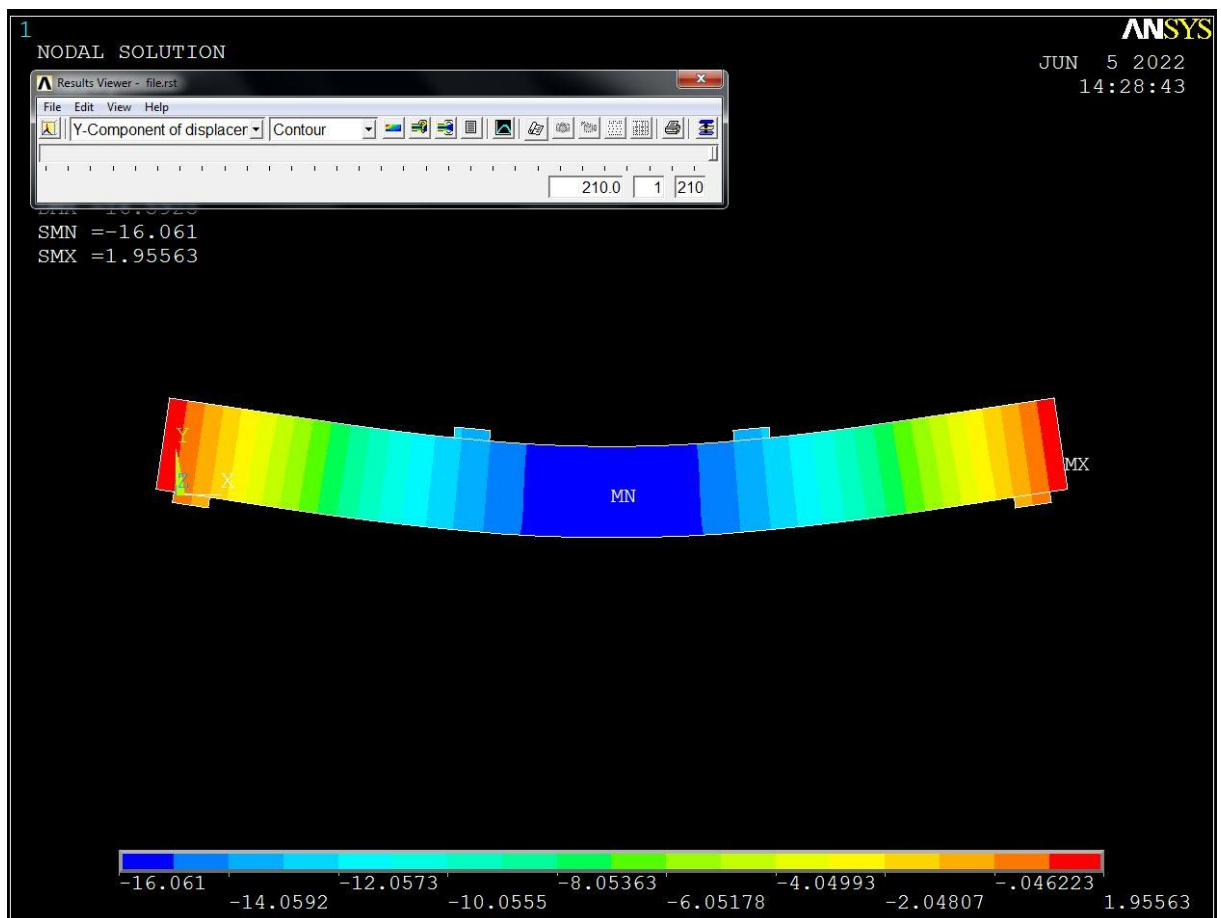 1
ANSYS
NODAL SOLUTION
JUN 5 2022
14:28:43
Results Viewer - file.rst
File Edit View Help
Y-Component of displacer Contour
210.0 1 210
SMN =-16.061
SMX =1.95563
Y
Z X
MX
MN
-16.061 -12.0573 -8.05363 -4.04993 -.046223
-14.0592 -10.0555 -6.05178 -2.04807 1.95563